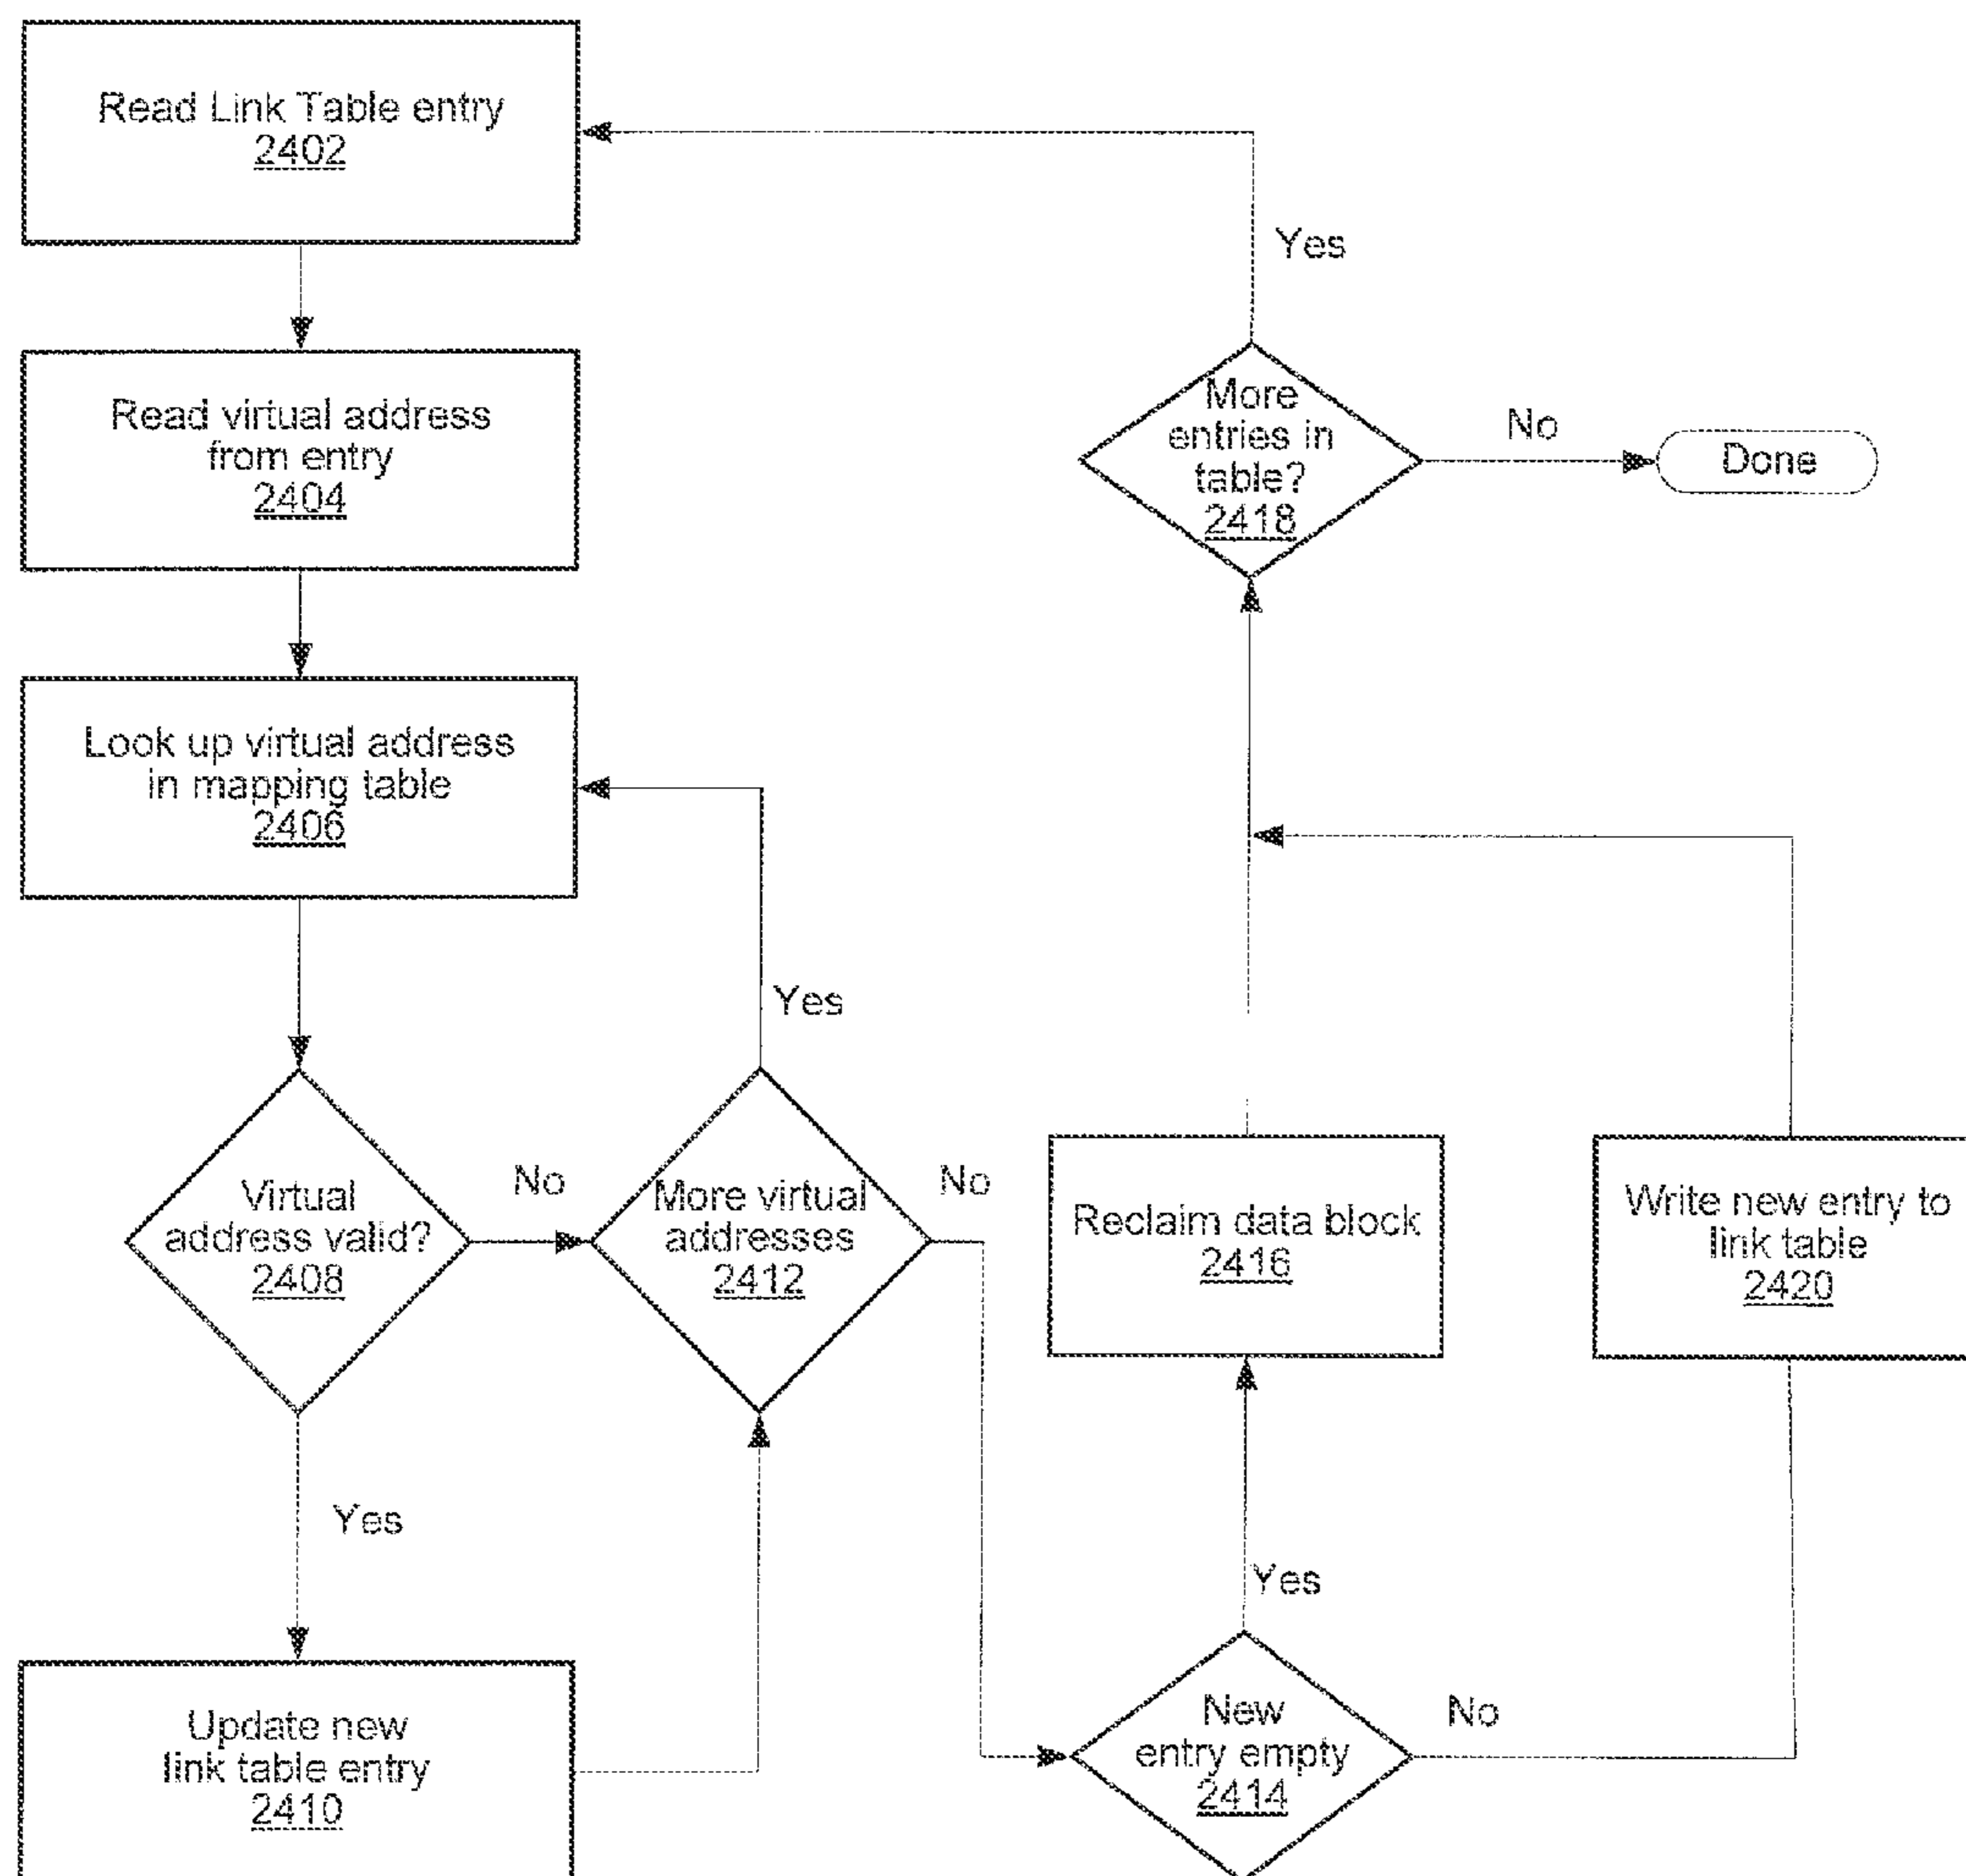 Read Link Table entry
2402
Read virtual address
from entry
2404
Look up virtual address
in mapping table
2406
Virtual
address valid?
2408
No
Yes
Update new
link table entry
2410
More virtual
addresses
2412
Yes
No
New
entry empty
2414
Yes
No
Reclaim data block
2416
Write new entry to
link table
2420
More
entries in
table?
2418
Yes
No
Done